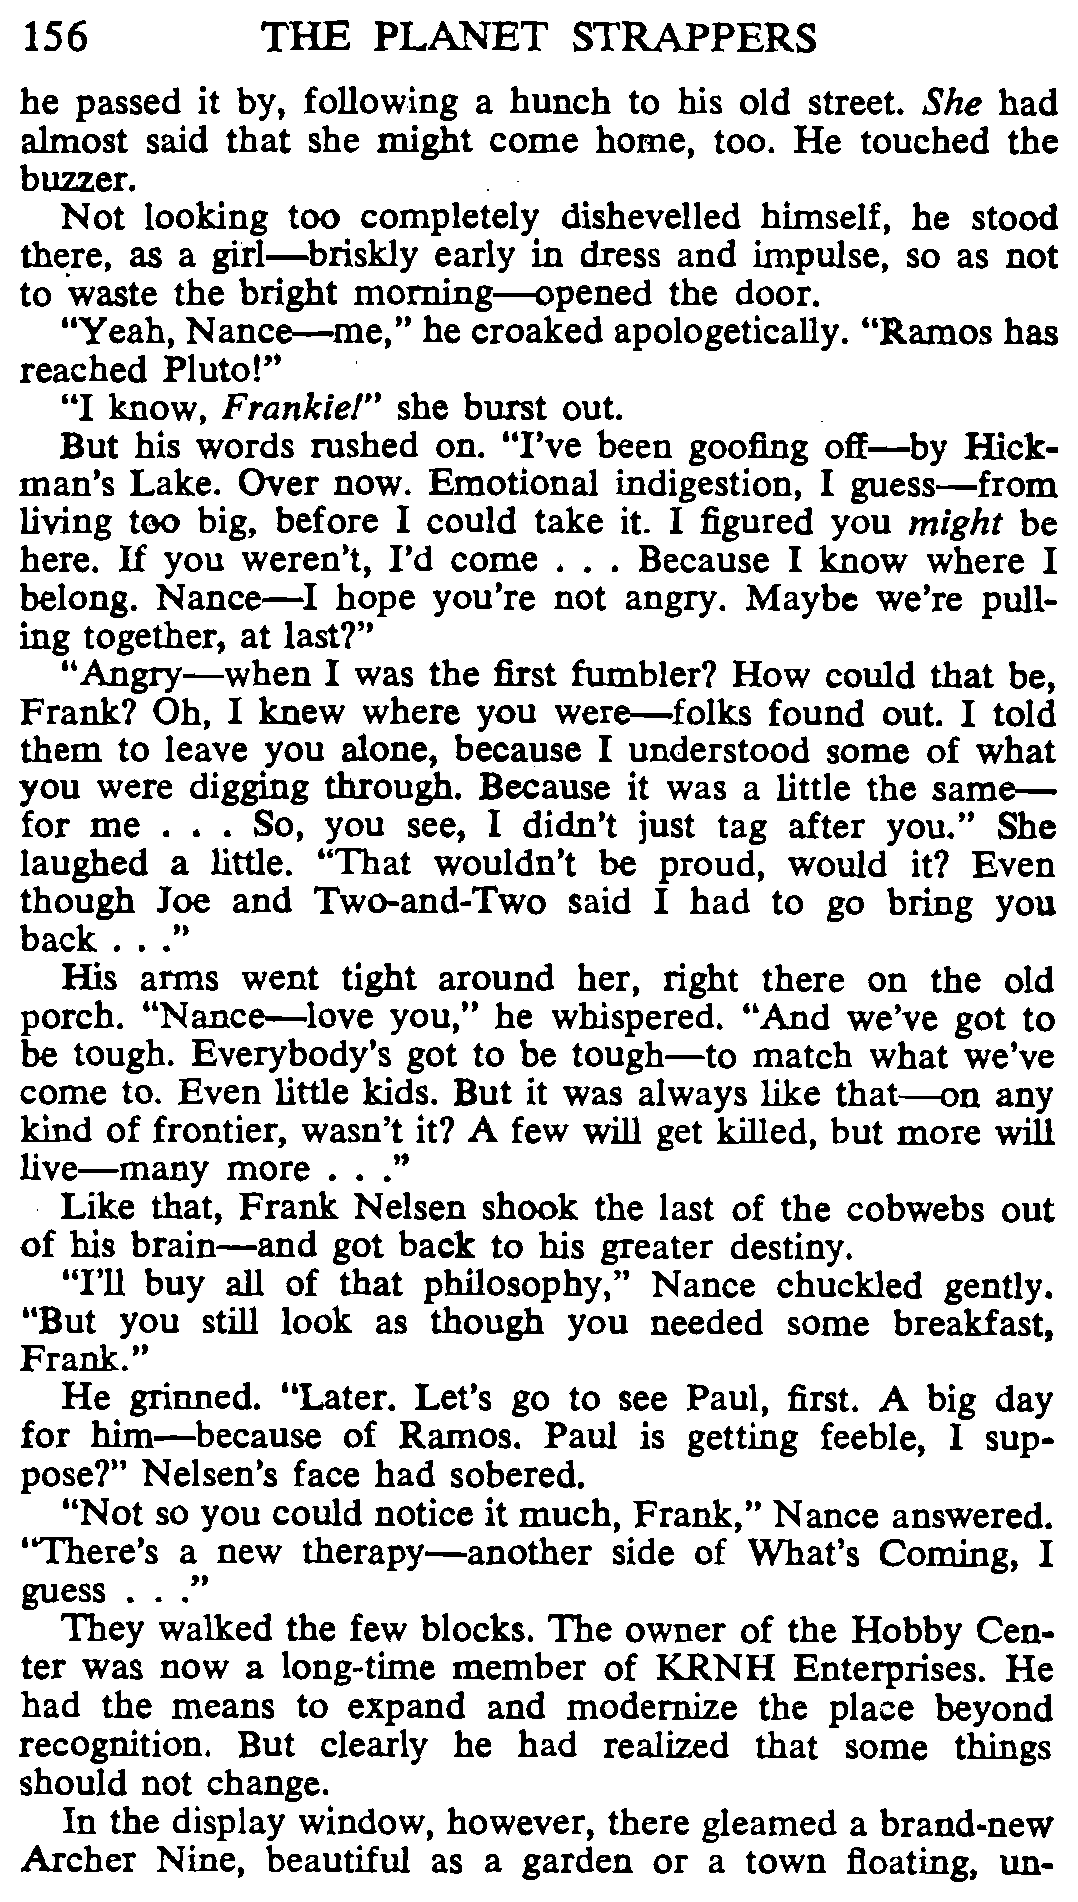 156 THE PLANET STRAPPERS
he passed it by, following a hunch to his old street. She had
almost said that she might come home, too. He touched the
buzzer.
Not looking too completely dishevelled himself, he stood
there, as a girl—briskly early in dress and impulse, so as not
to waste the bright morning—opened the door.
"Yeah, Nance—me," he croaked apologetically. "Ramos has
reached Pluto!"
"I know, Frankie!" she burst out.
But his words rushed on. "I've been goofing off—by Hick-
man's Lake. Over now. Emotional indigestion, I guess—from
living too big, before I could take it. I figured you might be
here. If you weren't, I'd come . . . Because I know where I
belong. Nance—I hope you're not angry. Maybe we're pull-
ing together, at last?"
"Angry—when I was the first fumbler? How could that be,
Frank? Oh, I knew where you were—folks found out. I told
them to leave you alone, because I understood some of what
you were digging through. Because it was a little the same—
for me . . . So, you see, I didn't just tag after you." She
laughed a little. "That wouldn't be proud, would it? Even
though Joe and Two-and-Two said I had to go bring you
back . . ."
His arms went tight around her, right there on the old
porch. "Nance—love you," he whispered. "And we've got to
be tough. Everybody's got to be tough—to match what we've
come to. Even little kids. But it was always like that—on any
kind of frontier, wasn't it? A few will get killed, but more will
live—many more . . ."
Like that, Frank Nelsen shook the last of the cobwebs out
of his brain—and got back to his greater destiny.
"I'll buy all of that philosophy," Nance chuckled gently.
"But you still look as though you needed some breakfast,
Frank."
He grinned. "Later. Let's go to see Paul, first. A big day
for him—because of Ramos. Paul is getting feeble, I sup-
pose?" Nelsen's face had sobered.
"Not so you could notice it much, Frank," Nance answered.
"There's a new therapy—another side of What's Coming, I
guess . . ."
They walked the few blocks. The owner of the Hobby Cen-
ter was now a long-time member of KRNH Enterprises. He
had the means to expand and modernize the place beyond
recognition. But clearly he had realized that some things
should not change.
In the display window, however, there gleamed a brand-new
Archer Nine, beautiful as a garden or a town floating, un-